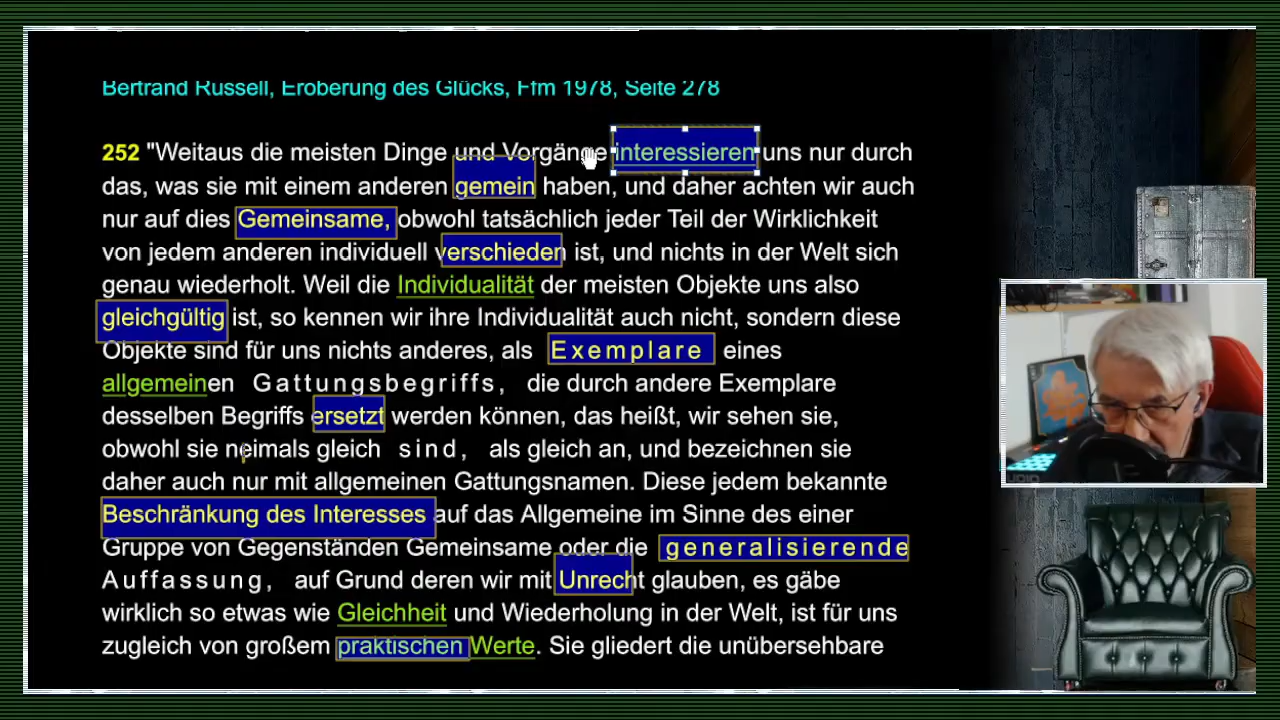 Bertrand Russell, Eroberung des Glücks, Ffm 1978, Seite 278
252 "Weitaus die meisten Dinge und Vorgänge interessieren uns nur durch
das, was sie mit einem anderen gemein haben, und daher achten wir auch
nur auf dies Gemeinsame, obwohl tatsächlich jeder Teil der Wirklichkeit
von jedem anderen individuell verschieden ist, und nichts in der Welt sich
genau wiederholt. Weil die Individualität der meisten Objekte uns also
gleichgültig ist, so kennen wir ihre Individualität auch nicht, sondern diese
Objekte sind für uns nichts anderes, als Exemplare eines
allgemeinen Gattungsbegriffs, die durch andere Exemplare
desselben Begriffs ersetzt werden können, das heißt, wir sehen sie,
obwohl sie neimals gleich sind, als gleich an, und bezeichnen sie
daher auch nur mit allgemeinen Gattungsnamen. Diese jedem bekannte
Beschränkung des Interesses auf das Allgemeine im Sinne des einer
Gruppe von Gegenständen Gemeinsame oder die generalisierende
Auffassung, auf Grund deren wir mit Unrecht glauben, es gäbe
wirklich so etwas wie Gleichheit und Wiederholung in der Welt, ist für uns
zugleich von großem praktischen Werte. Sie gliedert die unübersehbare